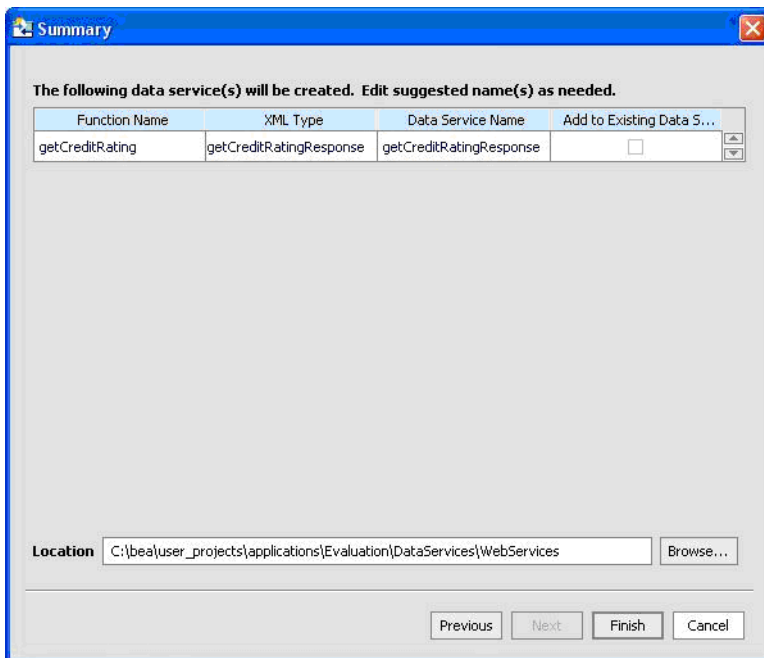 Summary
The following data service(s) will be created. Edit suggested name(s) as needed.
Function Name XML Type Data Service Name Add to Existing Data S...
getCreditRating getCreditRatingResponse getCreditRatingResponse
Location C:\bea\user_projects\applications\Evaluation\DataServices\WebServices Browse...
Previous Next Finish Cancel